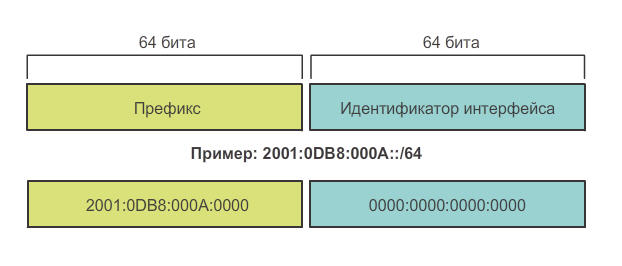 64 бита 64 бита
Префикс Идентификатор интерфейса
Пример: 2001:0DB8:000A::/64
2001:0DB8:000A:0000 0000:0000:0000:0000